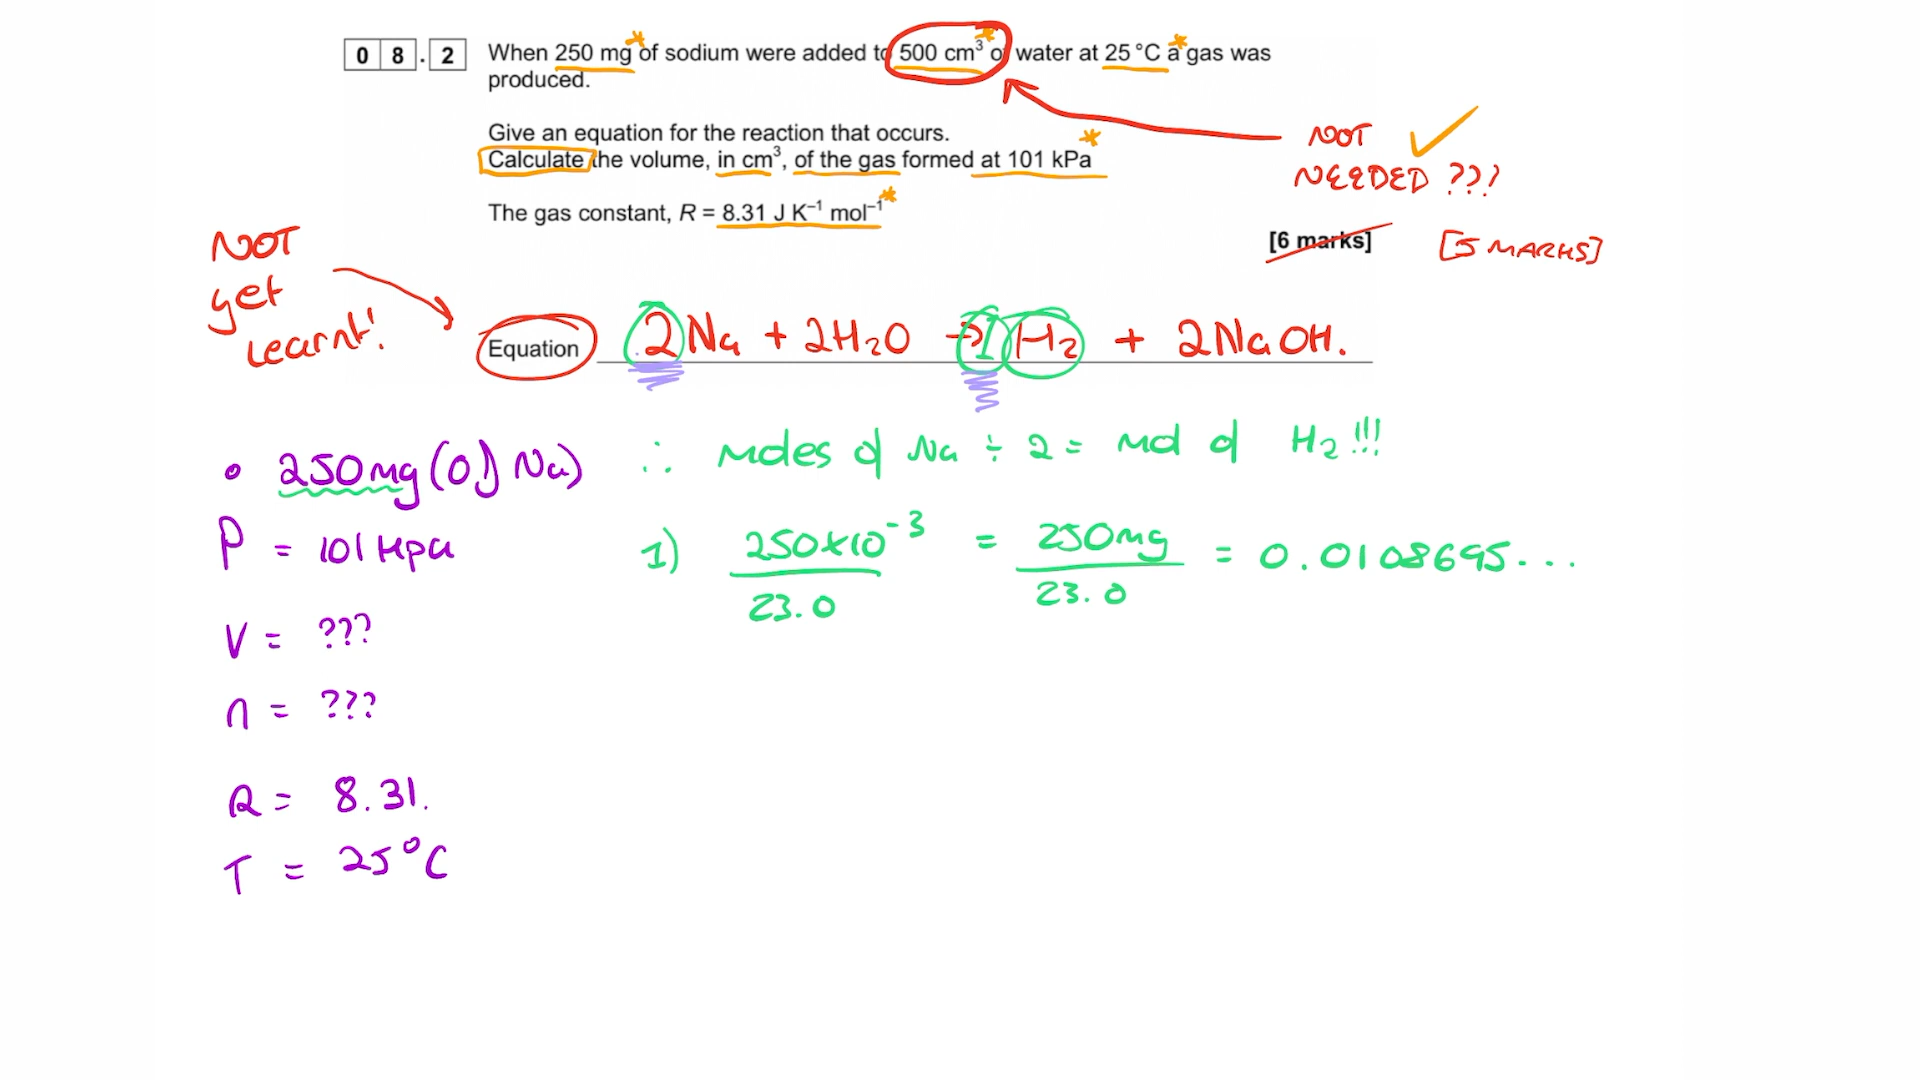 08.2 When 250 mg* of sodium were added to 500 cm³* of water at 25 °C* a gas was
produced.
Give an equation for the reaction that occurs.
Calculate the volume, in cm³, of the gas formed at 101 kPa*
The gas constant, R = 8.31 J K⁻¹ mol⁻¹*
NOT ✓
NEEDED ???
[6 marks] [5 MARKS]
NOT
yet
learnt!
Equation 2Na + 2H₂O → 1H₂ + 2NaOH.
∴ moles of Na ÷ 2 = mol of H₂!!!
• 250mg (of Na)
P = 101 kpa
V = ???
n = ???
R = 8.31.
T = 25°C
1) 250×10⁻³ / 23.0 = 250mg / 23.0 = 0.0108695...